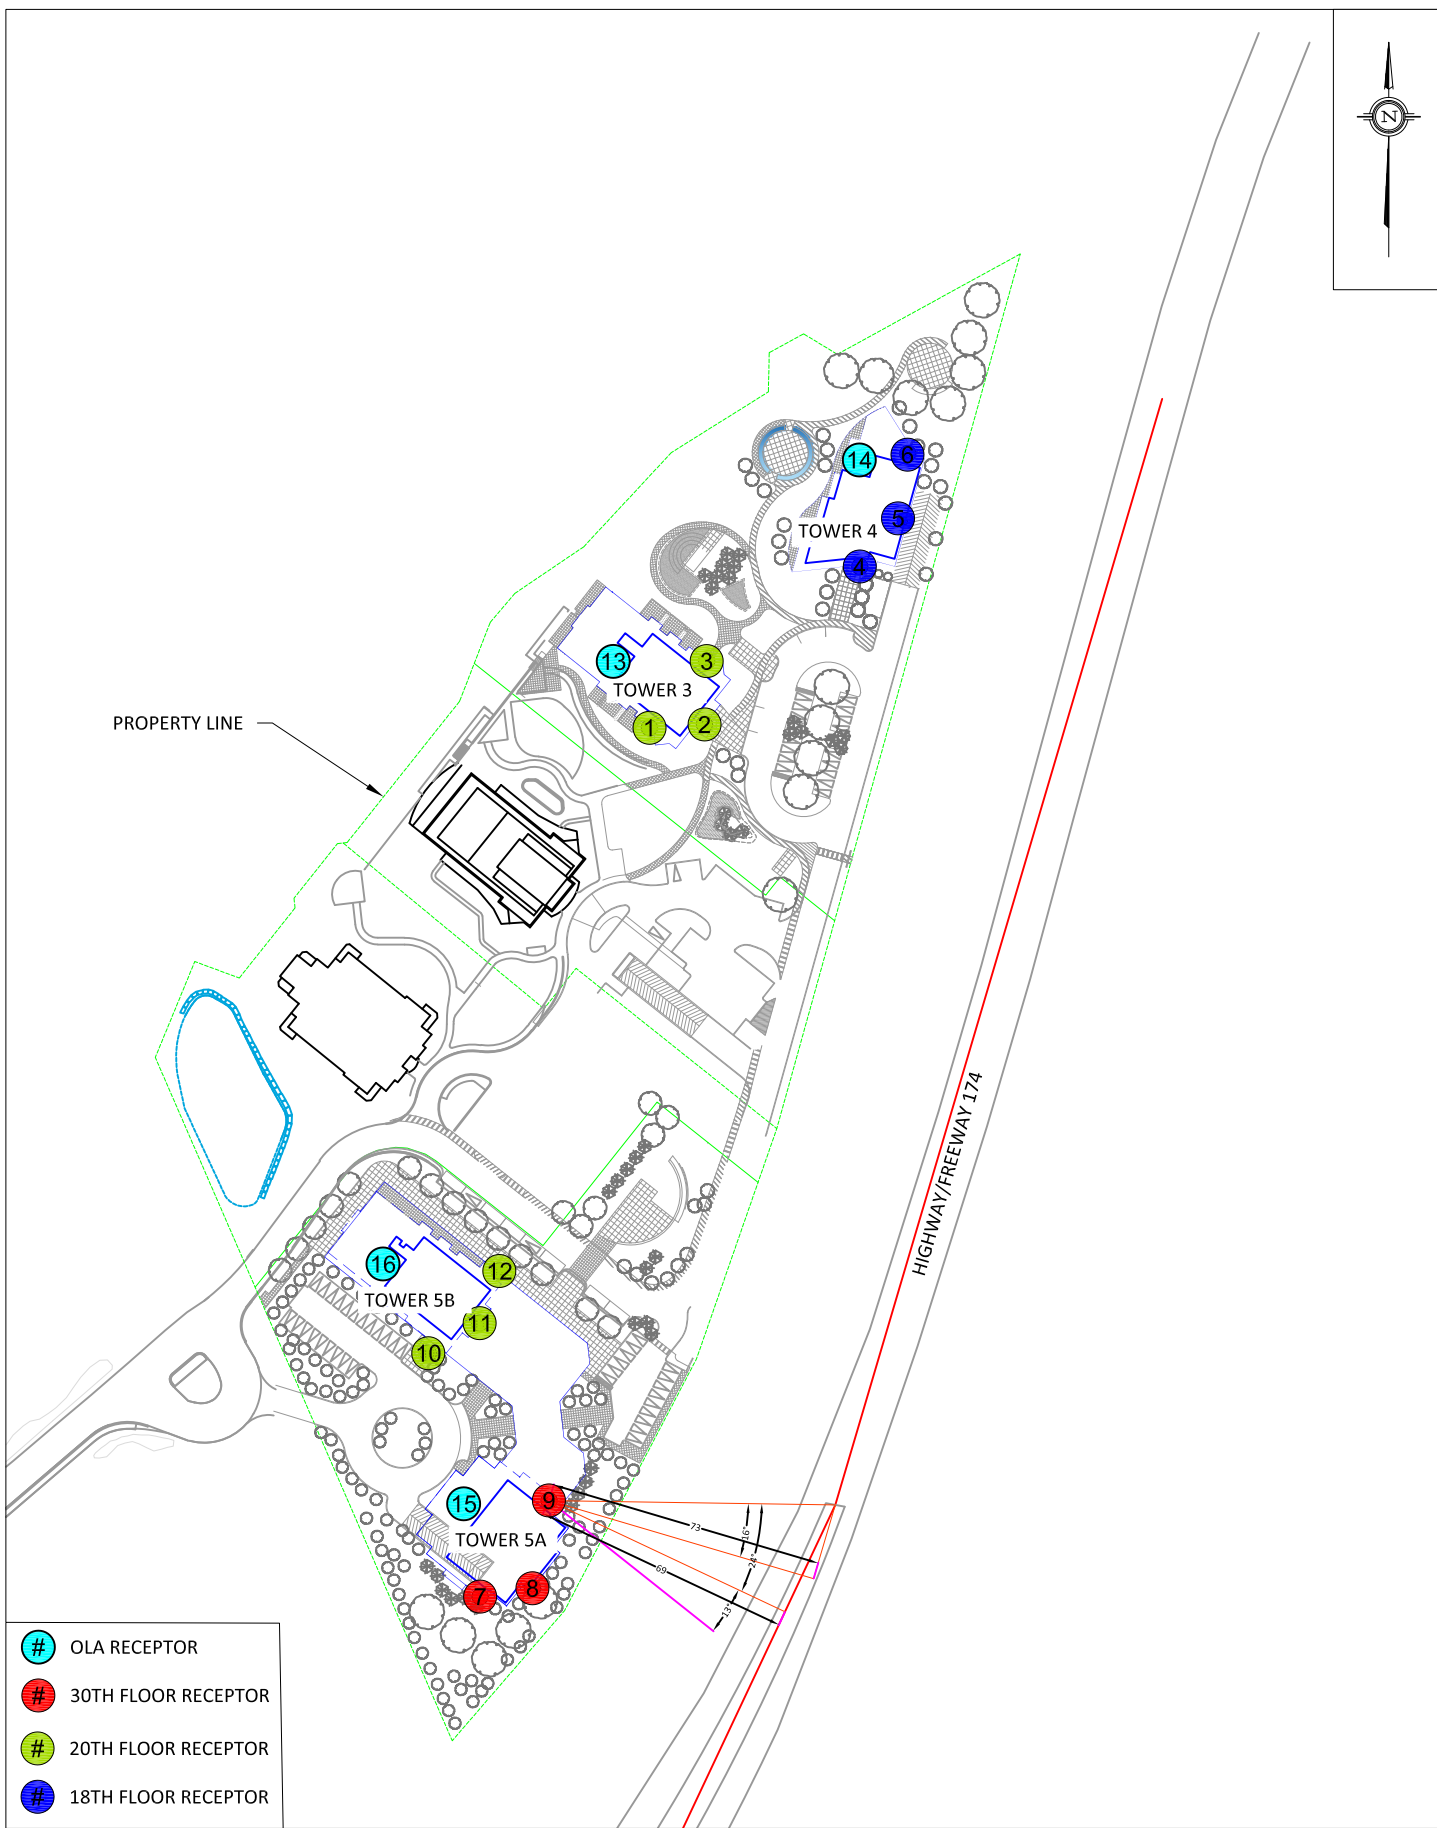 N
6
14
5
TOWER 4
4
3
13
TOWER 3
1
2
PROPERTY LINE
HIGHWAY/FREEWAY 174
12
16
TOWER 5B
11
10
9
15
TOWER 5A
73
16°
24°
69
13°
8
7
# OLA RECEPTOR
# 30TH FLOOR RECEPTOR
# 20TH FLOOR RECEPTOR
# 18TH FLOOR RECEPTOR